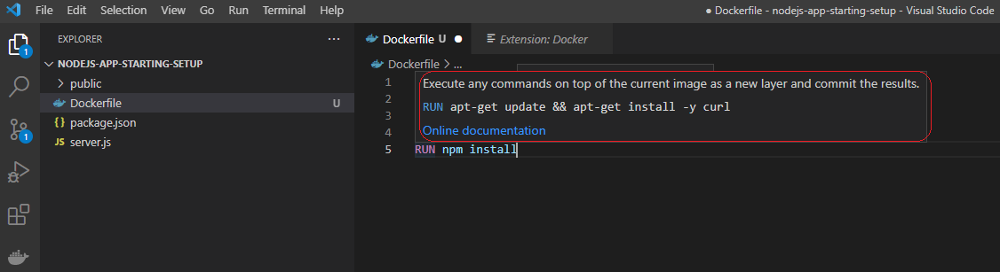 File Edit Selection View Go Run Terminal Help
● Dockerfile - nodejs-app-starting-setup - Visual Studio Code
1
EXPLORER ...
NODEJS-APP-STARTING-SETUP
public
Dockerfile U
package.json
JS server.js
1
Dockerfile U
Extension: Docker
Dockerfile > ...
1
2
3
4
5
Execute any commands on top of the current image as a new layer and commit the results.
RUN apt-get update && apt-get install -y curl
Online documentation
RUN npm install